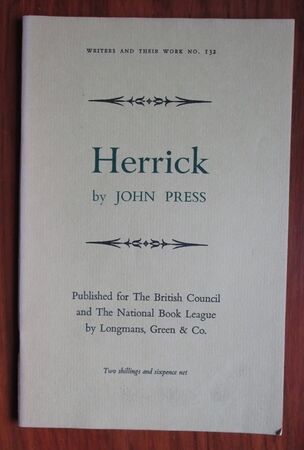 WRITERS AND THEIR WORK NO. 132
Herrick
by JOHN PRESS
Published for The British Council
and The National Book League
by Longmans, Green & Co.
Two shillings and sixpence net